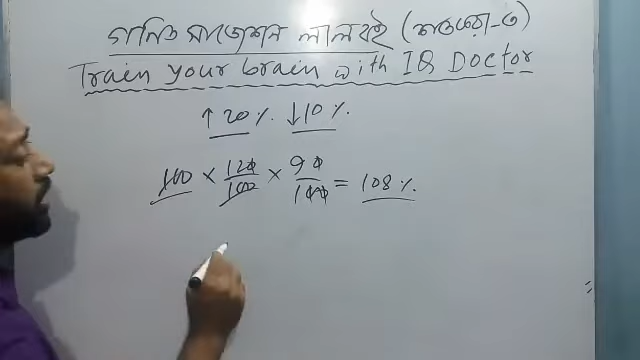 গনিত সাজেশন লালবই (শতকরা-৩)
Train your brain with IQ Doctor
↑ 20 % ↓ 10 %
100 × 120/100 × 90/100 = 108 %